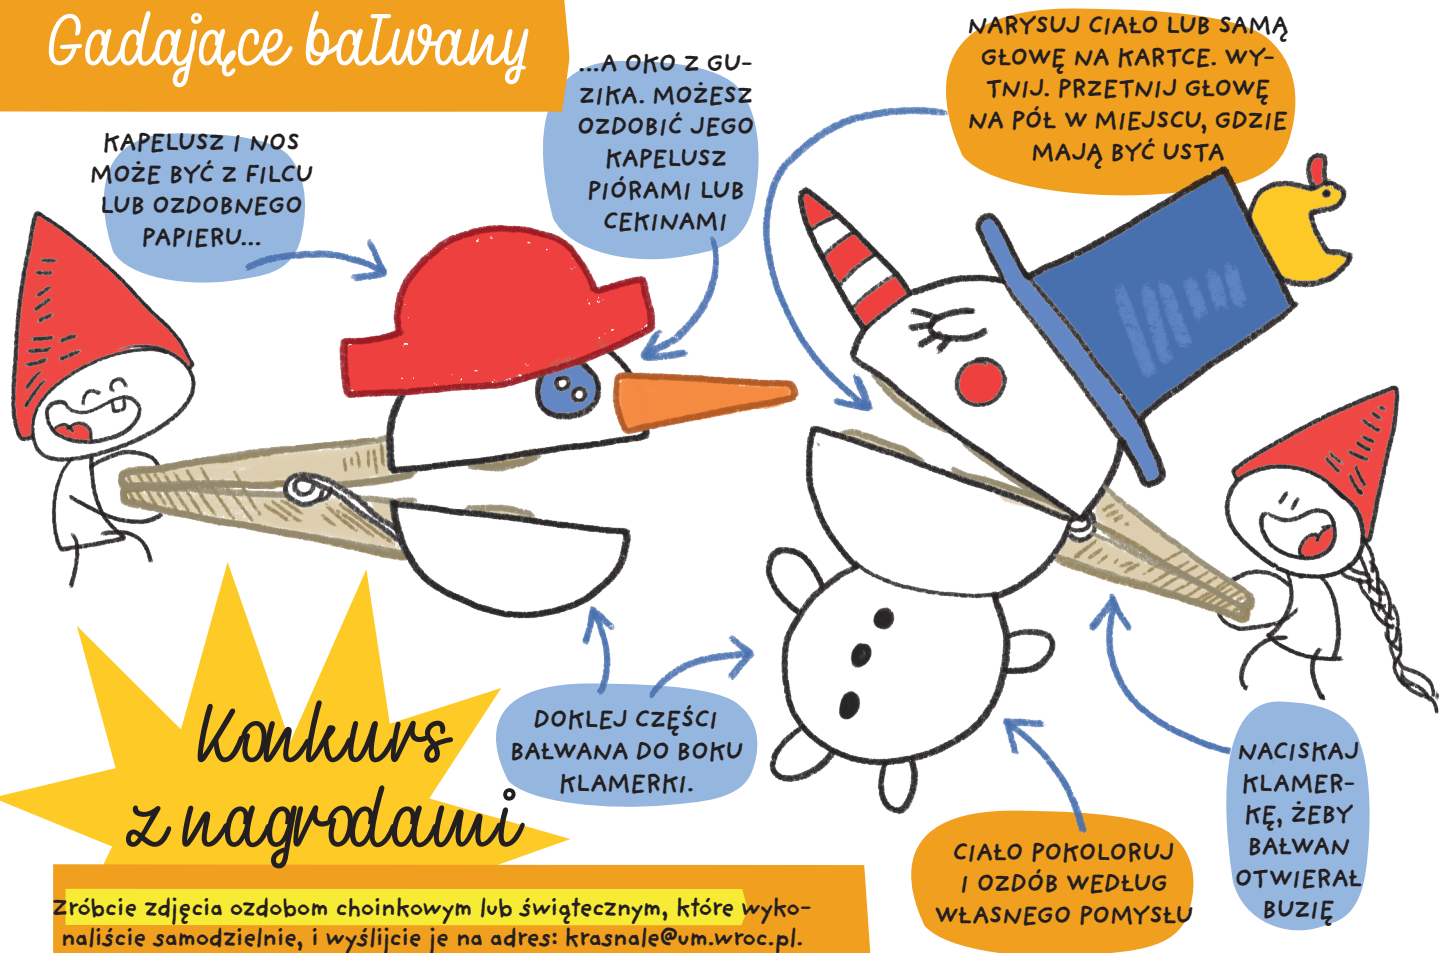 Gadające bałwany
KAPELUSZ I NOS
MOŻE BYĆ Z FILCU
LUB OZDOBNEGO
PAPIERU...
...A OKO Z GU-
ZIKA. MOŻESZ
OZDOBIĆ JEGO
KAPELUSZ
PIÓRAMI LUB
CEKINAMI
NARYSUJ CIAŁO LUB SAMĄ
GŁOWĘ NA KARTCE. WY-
TNIJ. PRZETNIJ GŁOWĘ
NA PÓŁ W MIEJSCU, GDZIE
MAJĄ BYĆ USTA
DOKLEJ CZĘŚCI
BAŁWANA DO BOKU
KLAMERKI.
NACISKAJ
KLAMER-
KĘ, ŻEBY
BAŁWAN
OTWIERAŁ
BUZIĘ
CIAŁO POKOLORUJ
I OZDÓB WEDŁUG
WŁASNEGO POMYSŁU
Konkurs
z nagrodami
Zróbcie zdjęcia ozdobom choinkowym lub świątecznym, które wyko-
naliście samodzielnie, i wyślijcie je na adres: krasnale@um.wroc.pl.